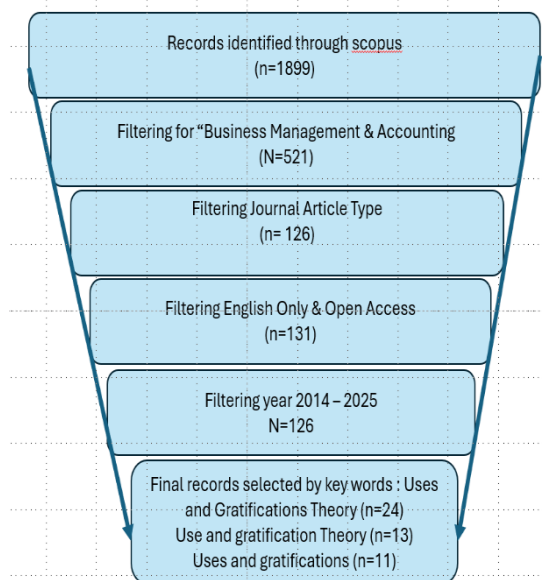 Records identified through scopus
(n=1899)
Filtering for “Business Management & Accounting
(N=521)
Filtering Journal Article Type
(n= 126)
Filtering English Only & Open Access
(n=131)
Filtering year 2014 – 2025
N=126
Final records selected by key words : Uses
and Gratifications Theory (n=24)
Use and gratification Theory (n=13)
Uses and gratifications (n=11)